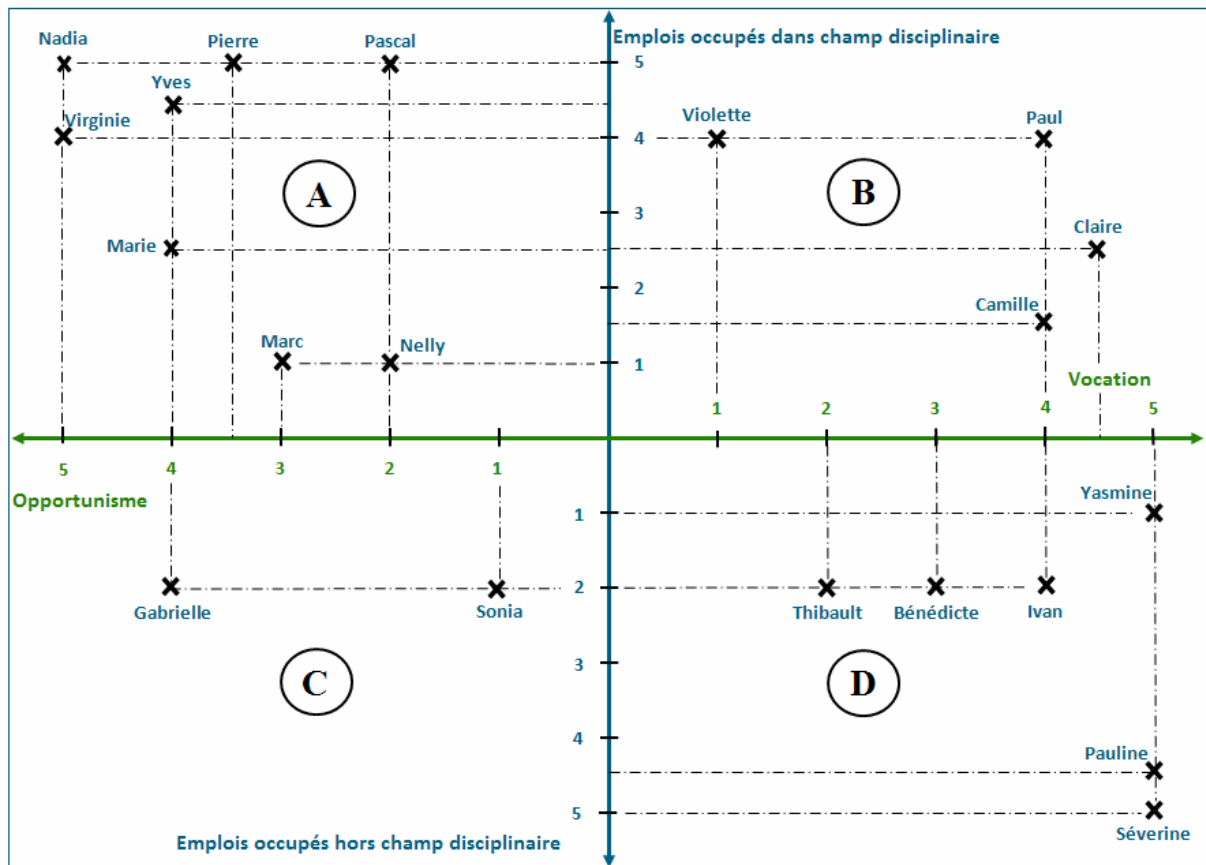 Nadia Pierre Pascal Emplois occupés dans champ disciplinaire
5
Yves
Virginie Violette Paul
4
A B
3
Marie Claire
2
Camille
Marc Nelly 1
Vocation
1 2 3 4 5
5 4 3 2 1
Opportunisme Yasmine
1
2
Gabrielle Sonia Thibault Bénédicte Ivan
3
C D
4
Pauline
5
Séverine
Emplois occupés hors champ disciplinaire